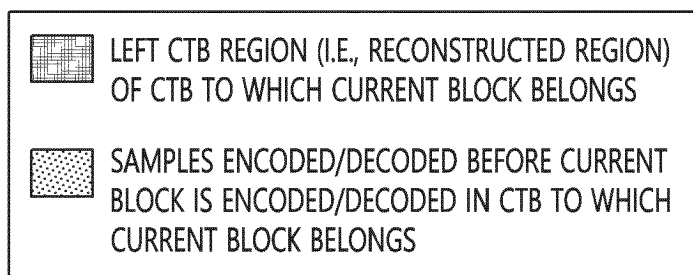 LEFT CTB REGION (I.E., RECONSTRUCTED REGION)
OF CTB TO WHICH CURRENT BLOCK BELONGS
SAMPLES ENCODED/DECODED BEFORE CURRENT
BLOCK IS ENCODED/DECODED IN CTB TO WHICH
CURRENT BLOCK BELONGS